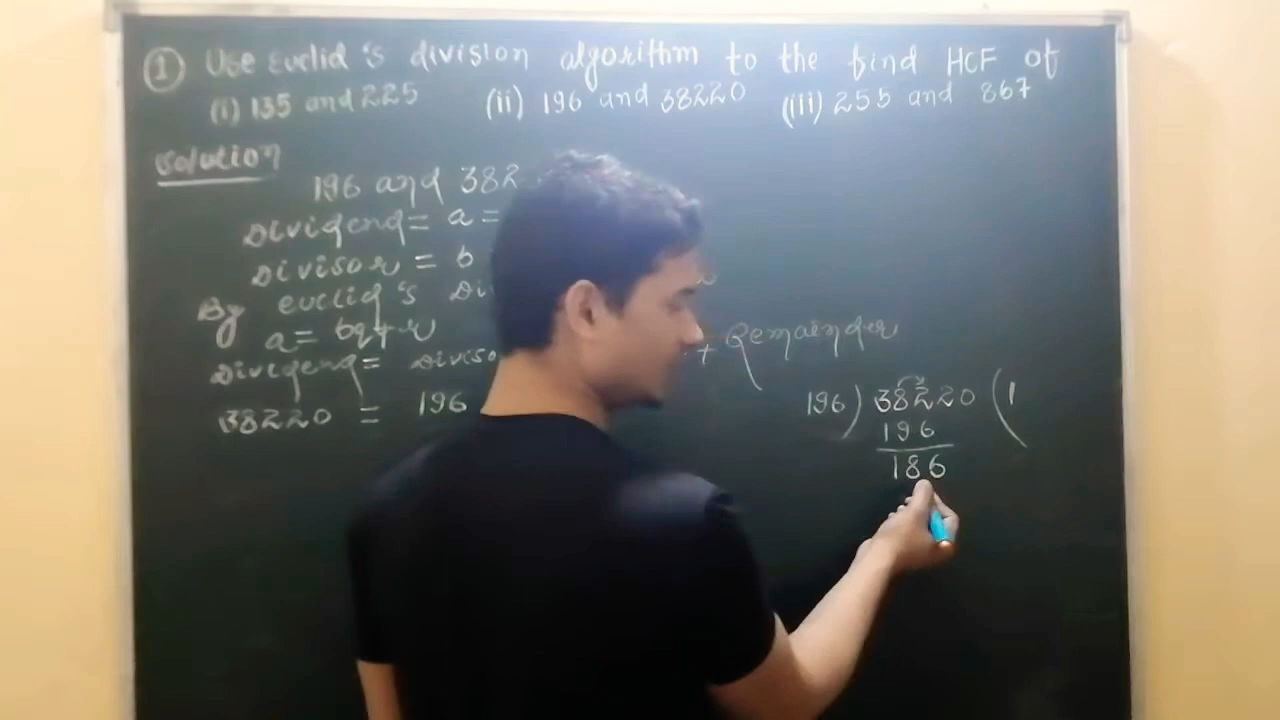 ① Use Euclid's division algorithm to the find HCF of
(i) 135 and 225 (ii) 196 and 38220 (iii) 255 and 867
Solution
196 and 382
Dividend = a =
Divisor = b
By Euclid's Di
a = bq + r
Dividend = Diviso + Remainder
38220 = 196
196 ) 38220 ( 1
196
186